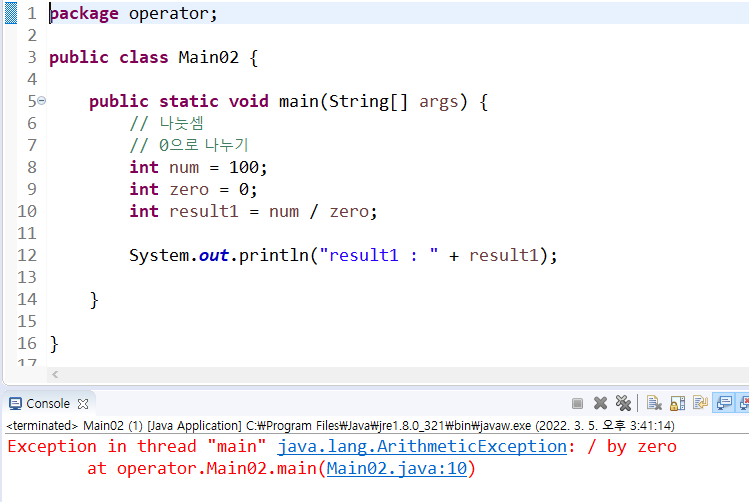 1 package operator;
2
3 public class Main02 {
4
5 public static void main(String[] args) {
6 // 나눗셈
7 // 0으로 나누기
8 int num = 100;
9 int zero = 0;
10 int result1 = num / zero;
11
12 System.out.println("result1 : " + result1);
13
14 }
15
16 }
17
Console
<terminated> Main02 (1) [Java Application] C:₩Program Files₩Java₩jre1.8.0_321₩bin₩javaw.exe (2022. 3. 5. 오후 3:41:14)
Exception in thread "main" java.lang.ArithmeticException: / by zero
at operator.Main02.main(Main02.java:10)